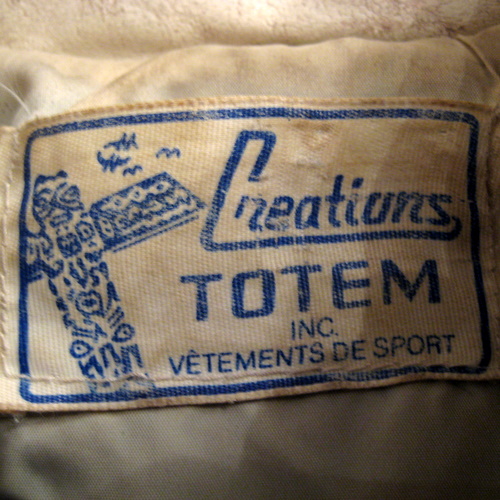 Creations
TOTEM
INC.
VÊTEMENTS DE SPORT